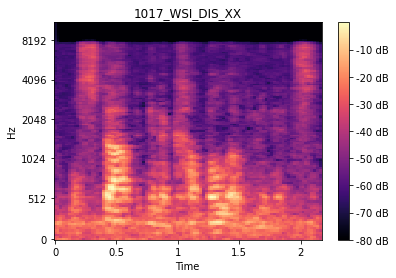 1017_WSI_DIS_XX
8192
4096
2048
1024
512
0
Hz
0
0.5
1
1.5
2
Time
-10 dB
-20 dB
-30 dB
-40 dB
-50 dB
-60 dB
-70 dB
-80 dB